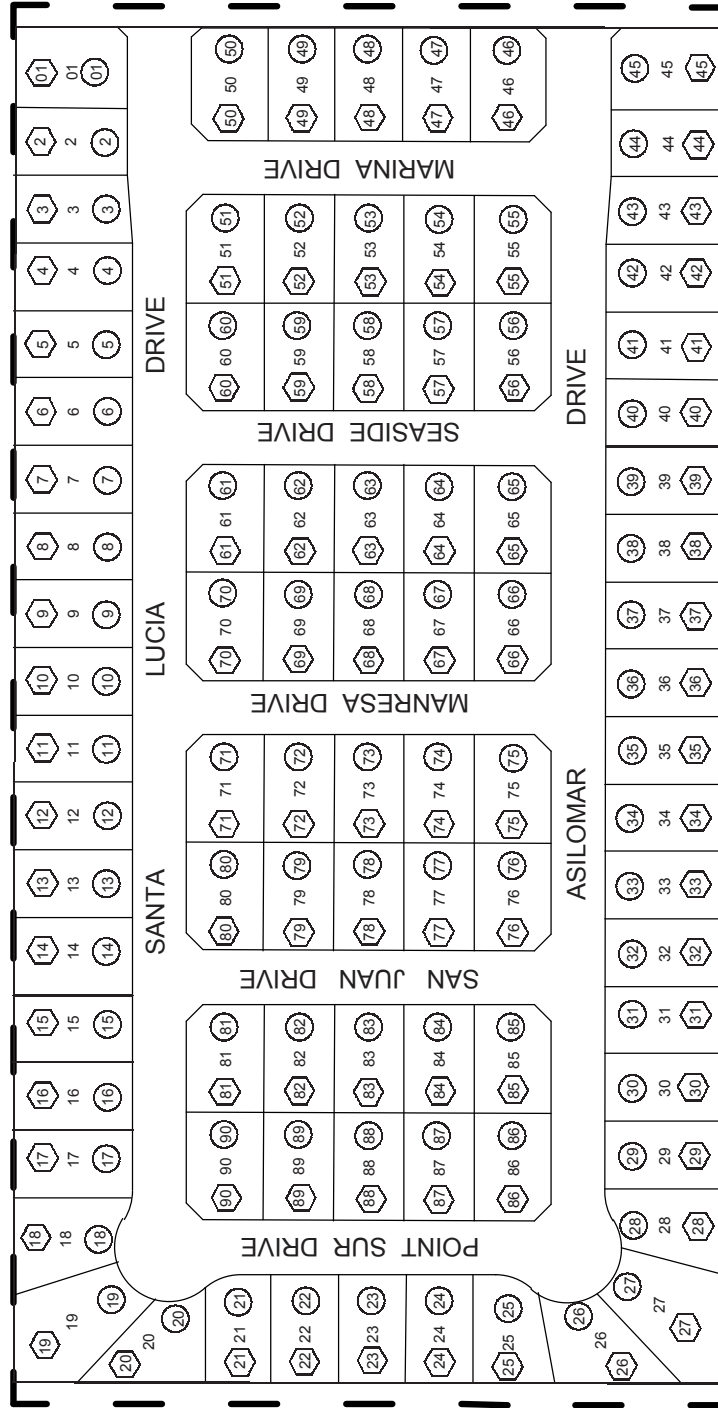 01 01 01
2 2 2
3 3 3
4 4 4
5 5 5
6 6 6
7 7 7
8 8 8
9 9 9
10 10 10
11 11 11
12 12 12
13 13 13
14 14 14
15 15 15
16 16 16
17 17 17
18 18 18
19 19 19
20 20 20
21 21 21
22 22 22
23 23 23
24 24 24
25 25 25
26 26 26
27 27 27
28 28 28
29 29 29
30 30 30
31 31 31
32 32 32
33 33 33
34 34 34
35 35 35
36 36 36
37 37 37
38 38 38
39 39 39
40 40 40
41 41 41
42 42 42
43 43 43
44 44 44
45 45 45
SANTA LUCIA DRIVE
ASILOMAR DRIVE
50 50 50
49 49 49
48 48 48
47 47 47
46 46 46
MARINA DRIVE
51 51 51
52 52 52
53 53 53
54 54 54
55 55 55
60 60 60
59 59 59
58 58 58
57 57 57
56 56 56
SEASIDE DRIVE
61 61 61
62 62 62
63 63 63
64 64 64
65 65 65
70 70 70
69 69 69
68 68 68
67 67 67
66 66 66
MANRESA DRIVE
71 71 71
72 72 72
73 73 73
74 74 74
75 75 75
80 80 80
79 79 79
78 78 78
77 77 77
76 76 76
SAN JUAN DRIVE
81 81 81
82 82 82
83 83 83
84 84 84
85 85 85
90 90 90
89 89 89
88 88 88
87 87 87
86 86 86
POINT SUR DRIVE